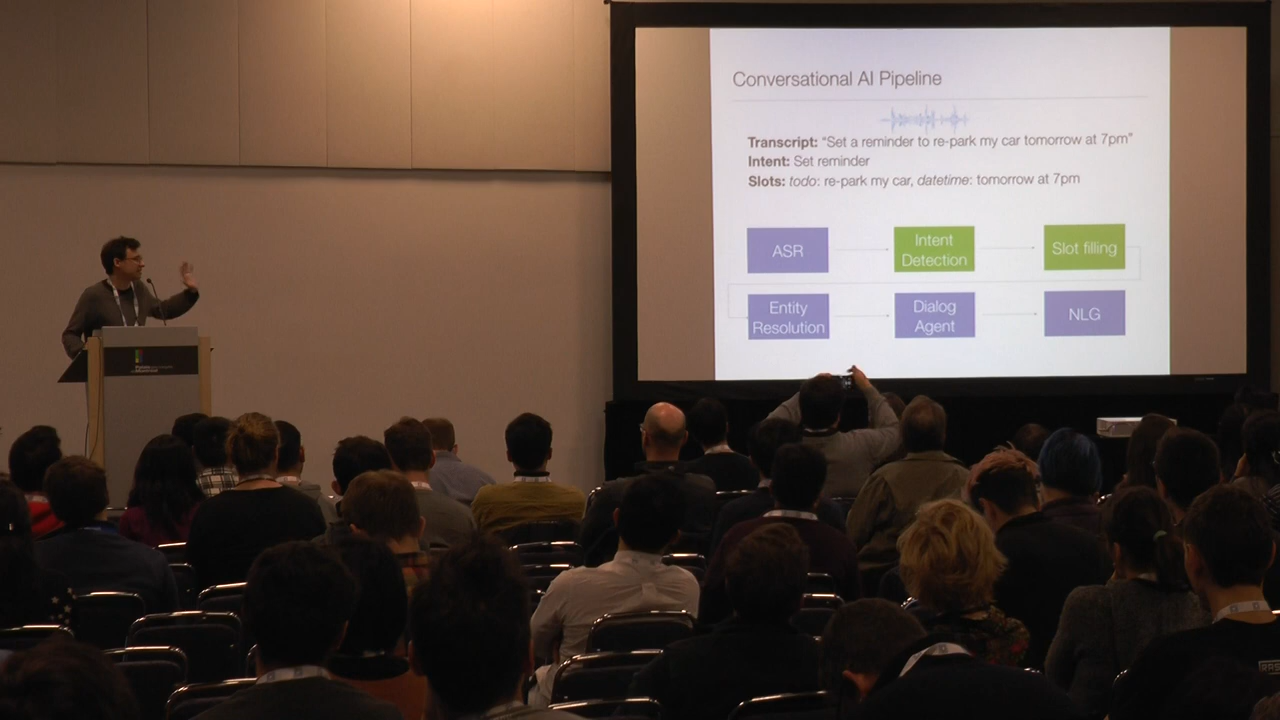 Conversational AI Pipeline
Transcript: “Set a reminder to re-park my car tomorrow at 7pm”
Intent: Set reminder
Slots: todo: re-park my car, datetime: tomorrow at 7pm
ASR
Intent
Detection
Slot filling
Entity
Resolution
Dialog
Agent
NLG